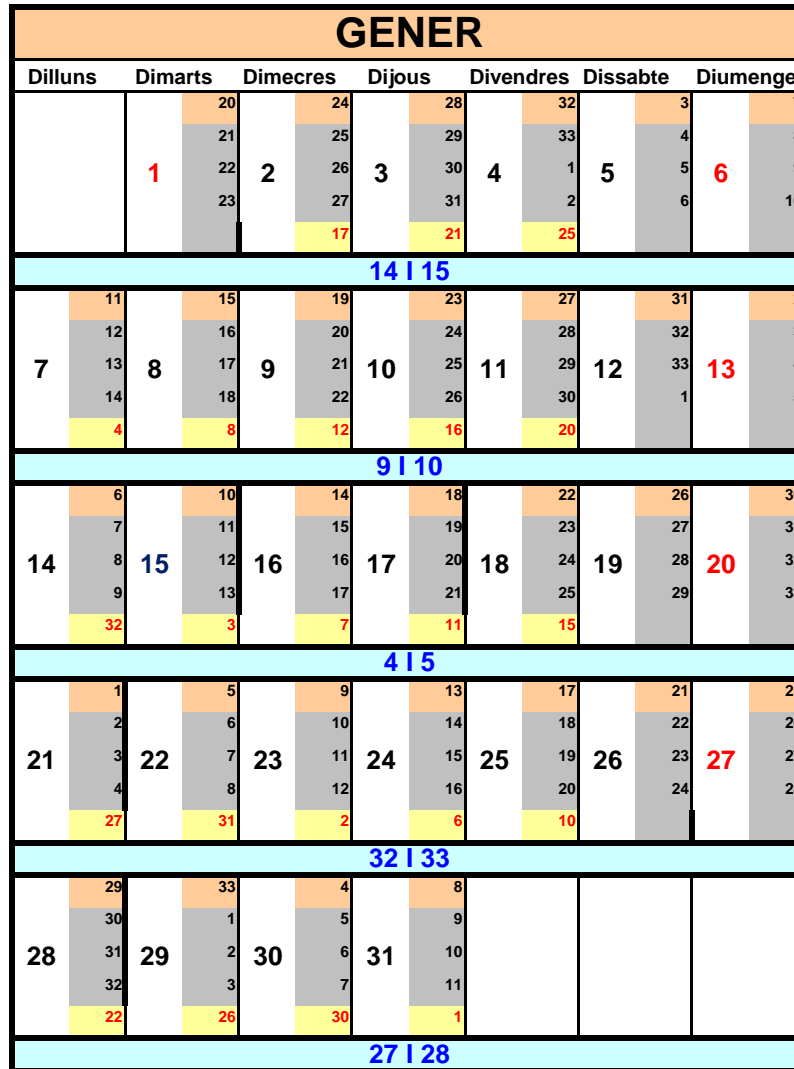 GENER
Dilluns Dimarts Dimecres Dijous Divendres Dissabte Diumenge
20 24 28 32 3
21 25 29 33 4
1 22 2 26 3 30 4 1 5 5 6
23 27 31 2 6
17 21 25
14 I 15
11 15 19 23 27 31
12 16 20 24 28 32
7 13 8 17 9 21 10 25 11 29 12 33 13
14 18 22 26 30 1
4 8 12 16 20
9 I 10
6 10 14 18 22 26
7 11 15 19 23 27
14 8 15 12 16 16 17 20 18 24 19 28 20
9 13 17 21 25 29
32 3 7 11 15
4 I 5
1 5 9 13 17 21
2 6 10 14 18 22
21 3 22 7 23 11 24 15 25 19 26 23 27
4 8 12 16 20 24
27 31 2 6 10
32 I 33
29 33 4 8
30 1 5 9
28 31 29 2 30 6 31 10
32 3 7 11
22 26 30 1
27 I 28